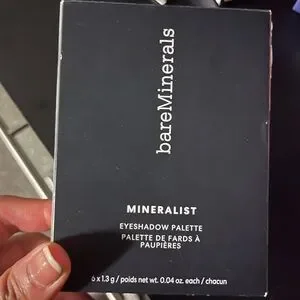 bareMinerals
MINERALIST
EYESHADOW PALETTE
PALETTE DE FARDS À
PAUPIÈRES
6 x 1.3 g / poids net wt. 0.04 oz. each / chacun